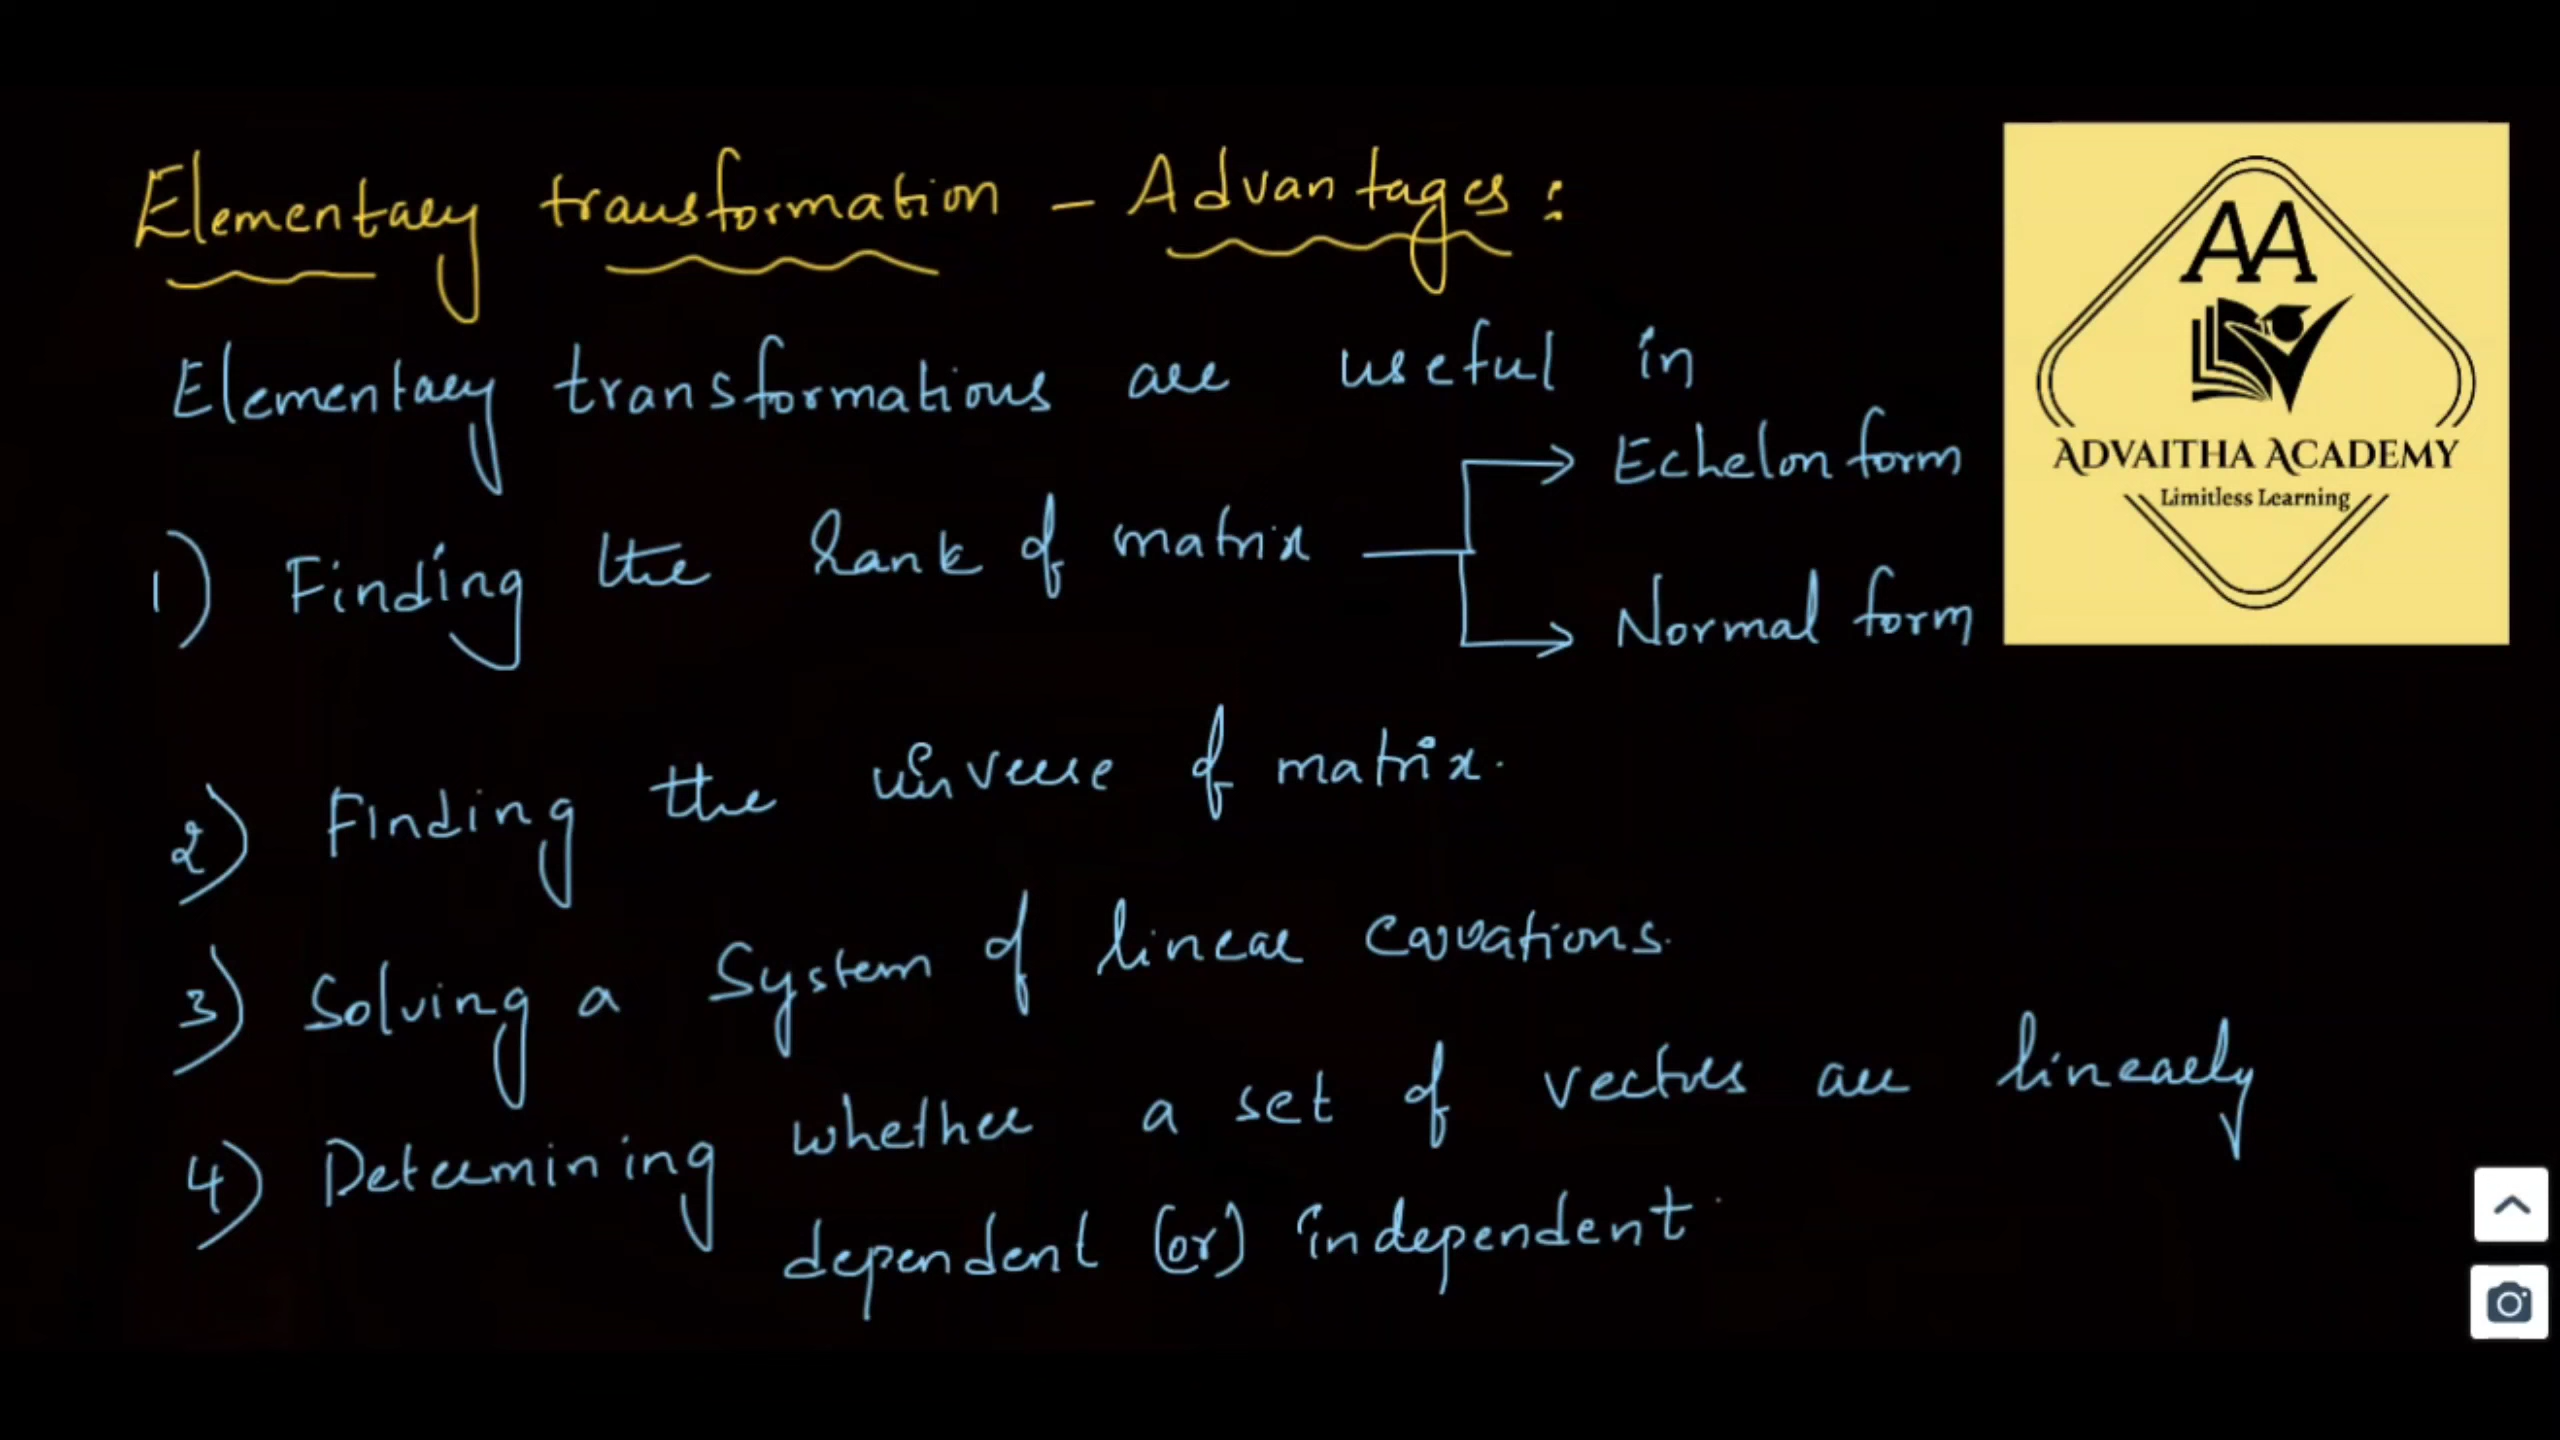 Elementary transformation - Advantages :
Elementary transformations are useful in
1) Finding the Rank of matrix
Echelon form
Normal form
2) Finding the inverse of matrix.
3) Solving a System of linear equations.
4) Determining whether a set of vectors are linearly
dependent (or) independent
AA
ADVAITHA ACADEMY
Limitless Learning